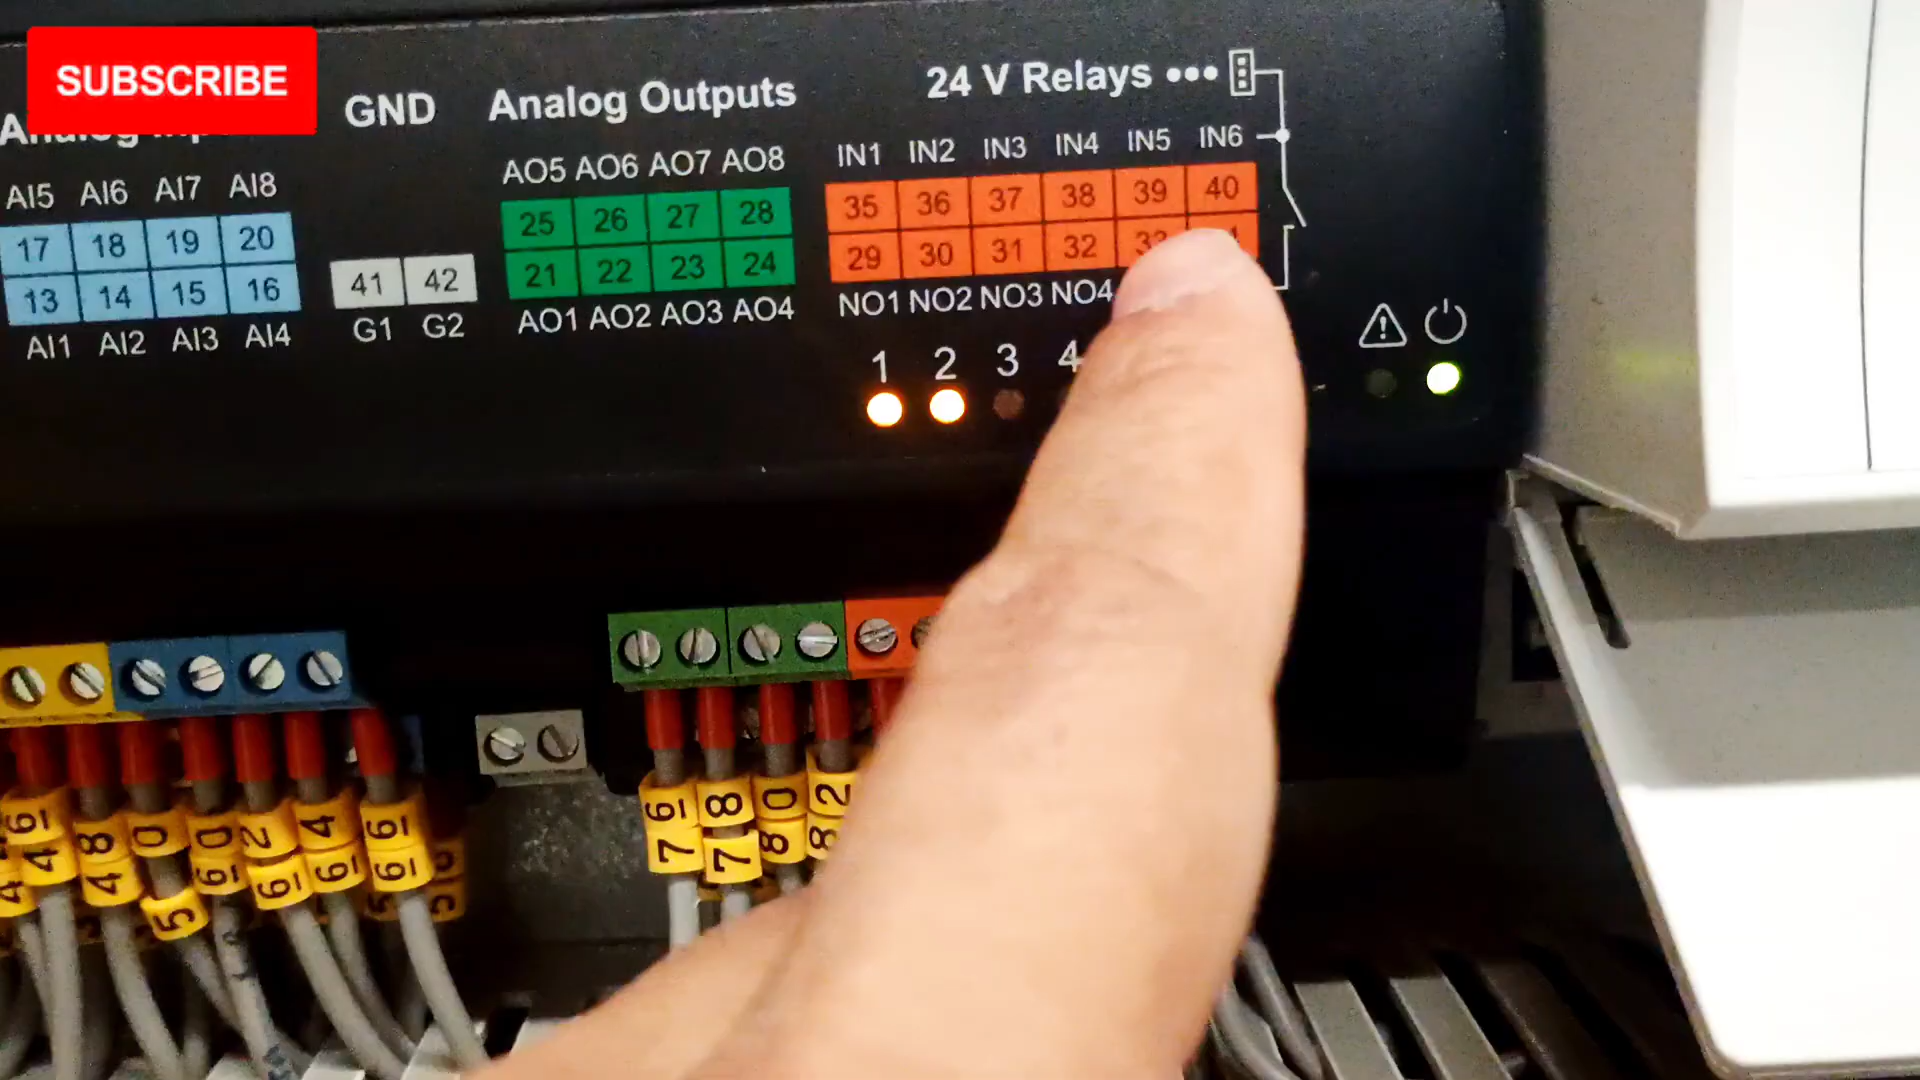 SUBSCRIBE
GND
Analog Outputs
24 V Relays
AI5 AI6 AI7 AI8
AO5 AO6 AO7 AO8
IN1 IN2 IN3 IN4 IN5 IN6
17 18 19 20
25 26 27 28
35 36 37 38 39 40
13 14 15 16
41 42
21 22 23 24
29 30 31 32 33
AI1 AI2 AI3 AI4
G1 G2
AO1 AO2 AO3 AO4
NO1 NO2 NO3 NO4
1 2 3 4